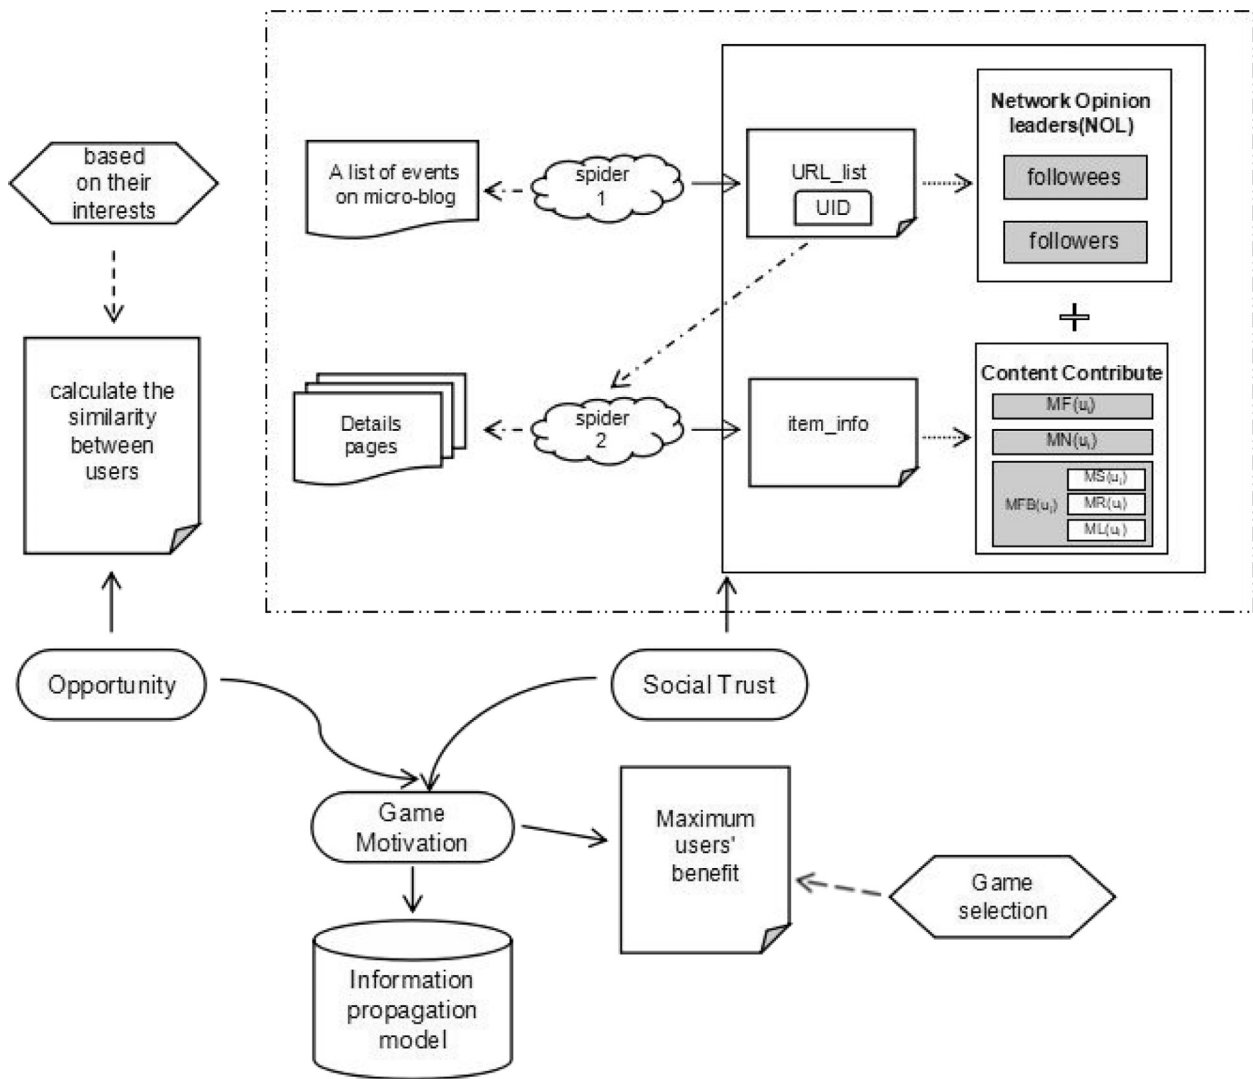 based
on their
interests
calculate the
similarity
between
users
A list of events
on micro-blog
spider
1
URL_list
UID
Network Opinion
leaders(NOL)
followees
followers
Details
pages
spider
2
item_info
Content Contribute
MF(uᵢ)
MN(uᵢ)
MFB(uᵢ)
MS(uᵢ)
MR(uᵢ)
ML(uᵢ)
Opportunity
Social Trust
Game
Motivation
Maximum
users'
benefit
Game
selection
Information
propagation
model